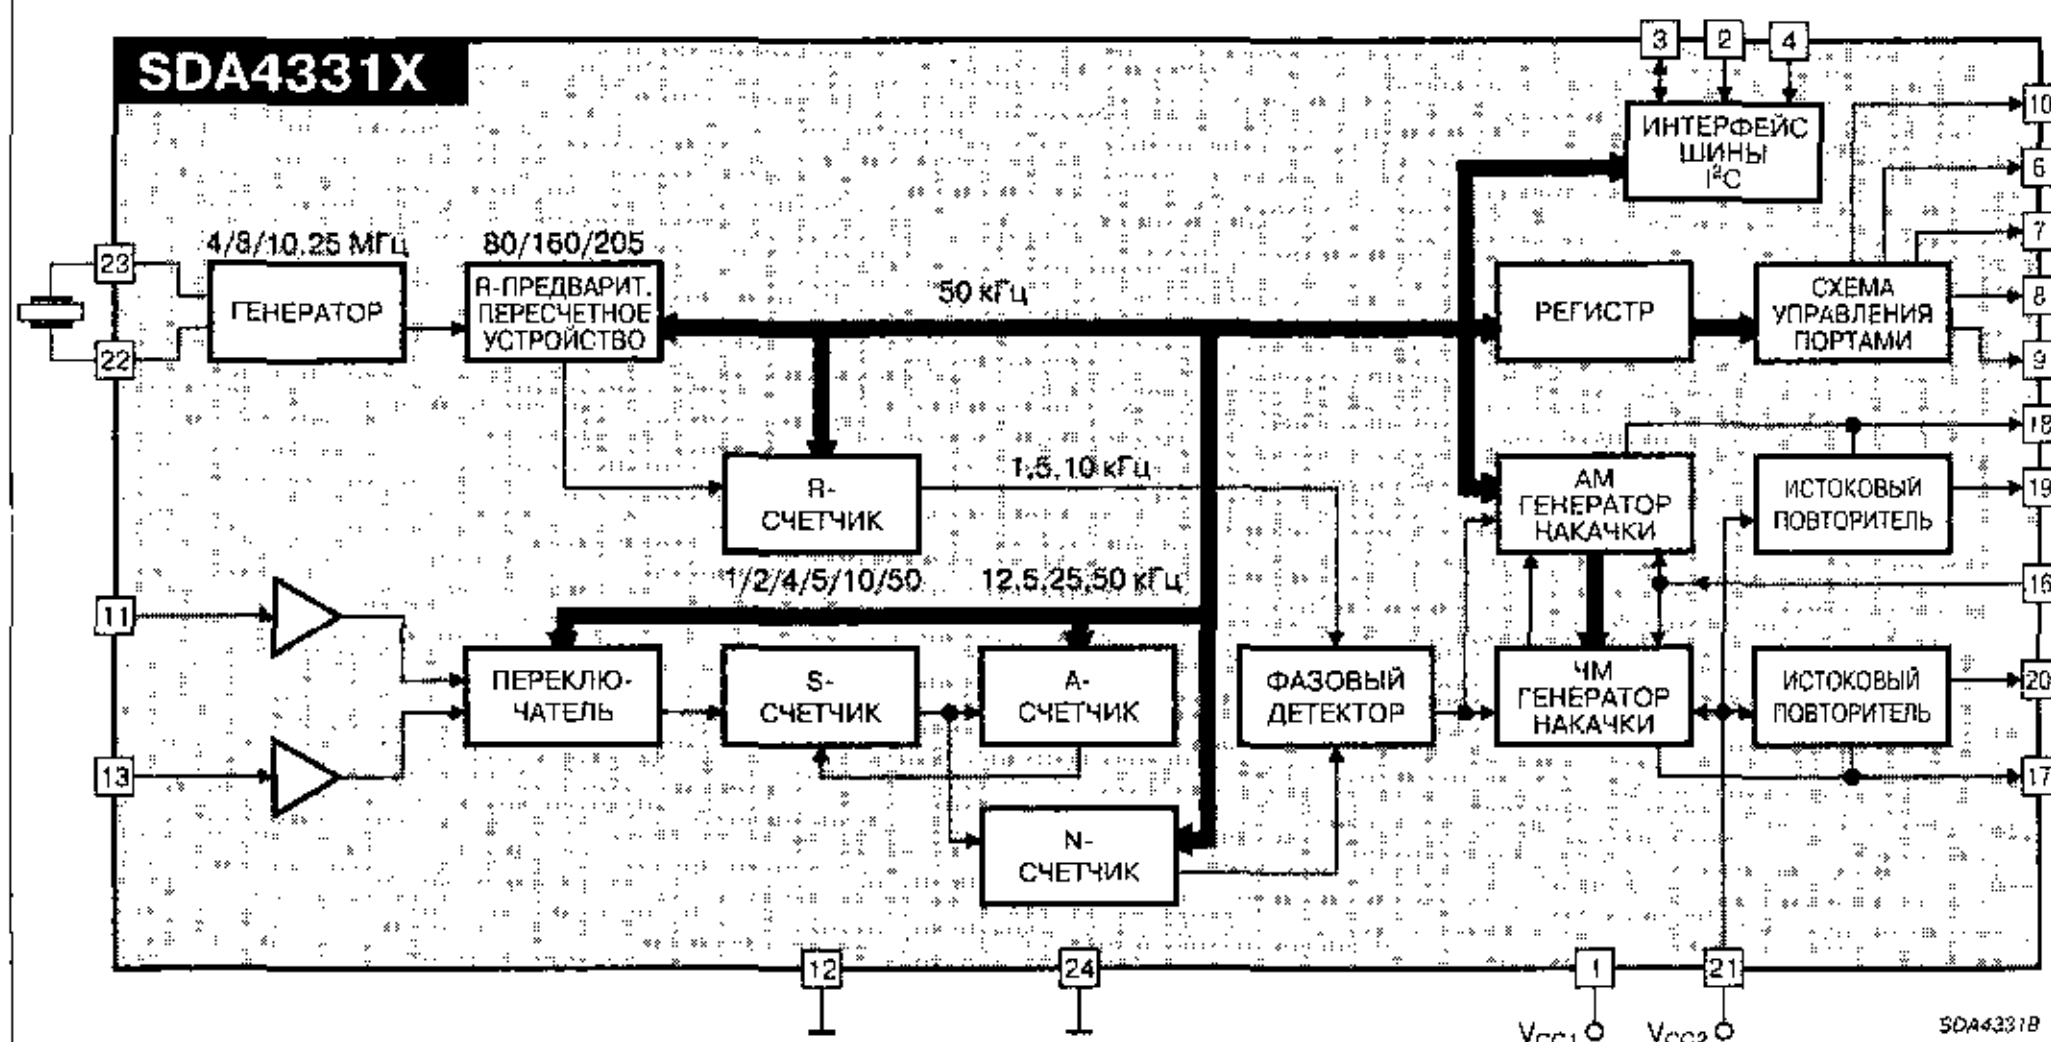 SDA4331X
3 2 4
10
ИНТЕРФЕЙС
ШИНЫ
I²C
6
7
23
4/8/10.25 МГц
80/160/205
ГЕНЕРАТОР
R-ПРЕДВАРИТ.
ПЕРЕСЧЕТНОЕ
УСТРОЙСТВО
50 кГц
РЕГИСТР
СХЕМА
УПРАВЛЕНИЯ
ПОРТАМИ
8
22
9
18
R-
СЧЕТЧИК
1,5,10 кГц
АМ
ГЕНЕРАТОР
НАКАЧКИ
ИСТОКОВЫЙ
ПОВТОРИТЕЛЬ
19
1/2/4/5/10/50
12,5,25,50 кГц
16
11
ПЕРЕКЛЮ-
ЧАТЕЛЬ
S-
СЧЕТЧИК
A-
СЧЕТЧИК
ФАЗОВЫЙ
ДЕТЕКТОР
ЧМ
ГЕНЕРАТОР
НАКАЧКИ
ИСТОКОВЫЙ
ПОВТОРИТЕЛЬ
20
13
17
N-
СЧЕТЧИК
12 24 1 21
VCC1 VCC2
SDA4331B